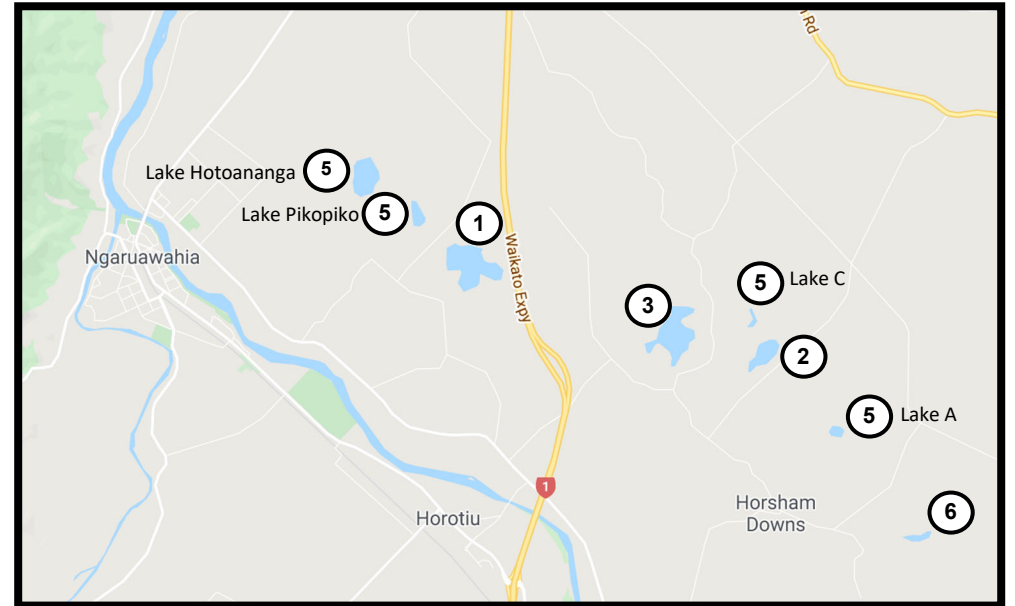 n Rd
Lake Hotoananga
5
Lake Pikopiko
5
1
Ngaruawahia
Waikato Expy
5
Lake C
3
2
5
Lake A
1
Horotiu
Horsham
Downs
6